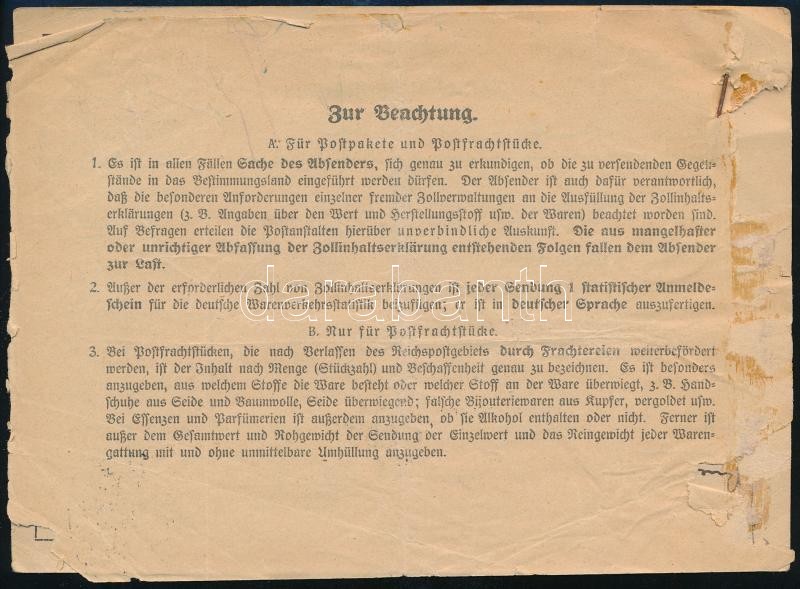 Zur Beachtung.
A. Für Postpakete und Postfrachtstücke.
1. Es ist in allen Fällen Sache des Absenders, sich genau zu erkundigen, ob die zu versendenden Gegen-
stände in das Bestimmungsland eingeführt werden dürfen. Der Absender ist auch dafür verantwortlich,
daß die besonderen Anforderungen einzelner fremder Zollverwaltungen an die Ausfüllung der Zollinhalts-
erklärungen (z. B. Angaben über den Wert und Herstellungsstoff usw. der Waren) beachtet worden sind.
Auf Befragen erteilen die Postanstalten hierüber unverbindliche Auskunft. Die aus mangelhafter
oder unrichtiger Abfassung der Zollinhaltserklärung entstehenden Folgen fallen dem Absender
zur Last.
2. Außer der erforderlichen Zahl von Zollinhaltserklärungen ist jeder Sendung 1 statistischer Anmelde-
schein für die deutsche Warenverkehrsstatistik beizufügen; er ist in deutscher Sprache auszufertigen.
darabanth
B. Nur für Postfrachtstücke.
3. Bei Postfrachtstücken, die nach Verlassen des Reichspostgebiets durch Frachtereien weiterbefördert
werden, ist der Inhalt nach Menge (Stückzahl) und Beschaffenheit genau zu bezeichnen. Es ist besonders
anzugeben, aus welchem Stoffe die Ware besteht oder welcher Stoff an der Ware überwiegt, z. B. Hand-
schuhe aus Seide und Baumwolle, Seide überwiegend; falsche Bijouteriewaren aus Kupfer, vergoldet usw.
Bei Essenzen und Parfümerien ist außerdem anzugeben, ob sie Alkohol enthalten oder nicht. Ferner ist
außer dem Gesamtwert und Rohgewicht der Sendung der Einzelwert und das Reingewicht jeder Waren-
gattung mit und ohne unmittelbare Umhüllung anzugeben.